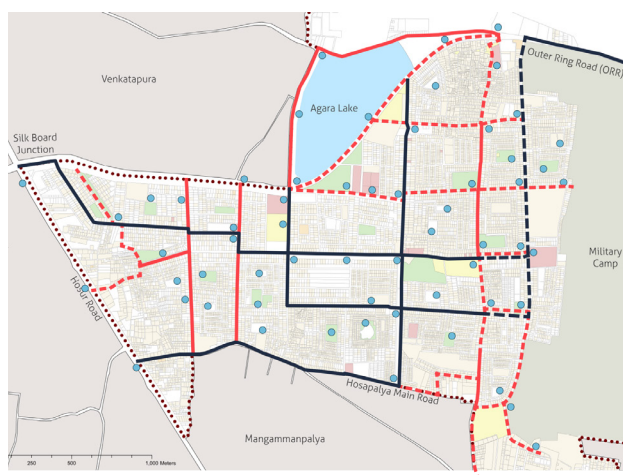 Outer Ring Road (ORR)
Venkatapura
Agara Lake
Silk Board
Junction
Military
Camp
Hosur Road
Hosapalya Main Road
Mangammanpalya
0 500 1,000 Meters